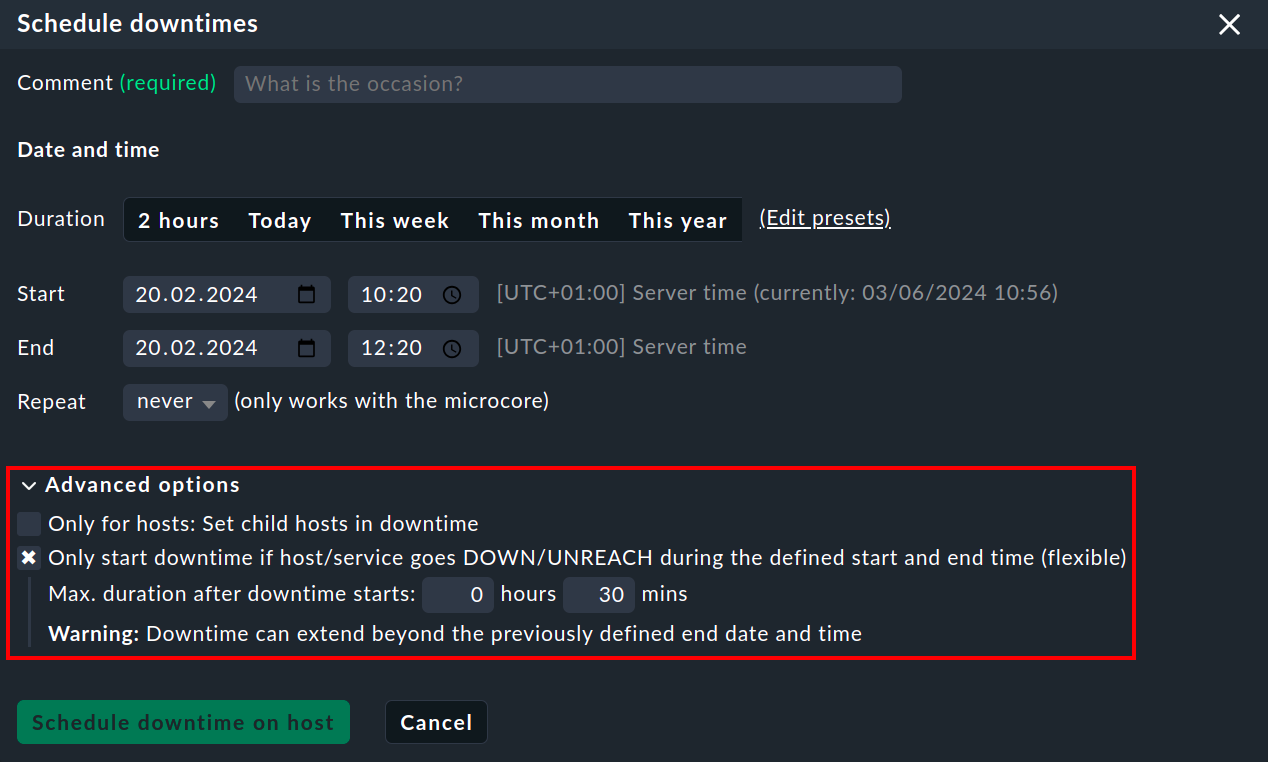 Schedule downtimes
Comment (required) What is the occasion?
Date and time
Duration 2 hours Today This week This month This year (Edit presets)
Start 20.02.2024 10:20 [UTC+01:00] Server time (currently: 03/06/2024 10:56)
End 20.02.2024 12:20 [UTC+01:00] Server time
Repeat never (only works with the microcore)
Advanced options
Only for hosts: Set child hosts in downtime
Only start downtime if host/service goes DOWN/UNREACH during the defined start and end time (flexible)
Max. duration after downtime starts: 0 hours 30 mins
Warning: Downtime can extend beyond the previously defined end date and time
Schedule downtime on host Cancel